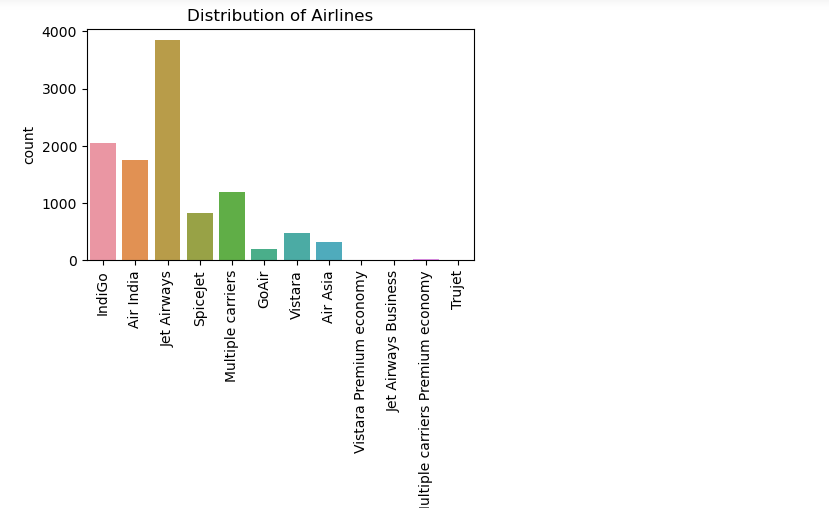 Distribution of Airlines
4000
3000
2000
1000
0
count
IndiGo
Air India
Jet Airways
SpiceJet
Multiple carriers
GoAir
Vistara
Air Asia
Vistara Premium economy
Jet Airways Business
ultiple carriers Premium economy
Trujet